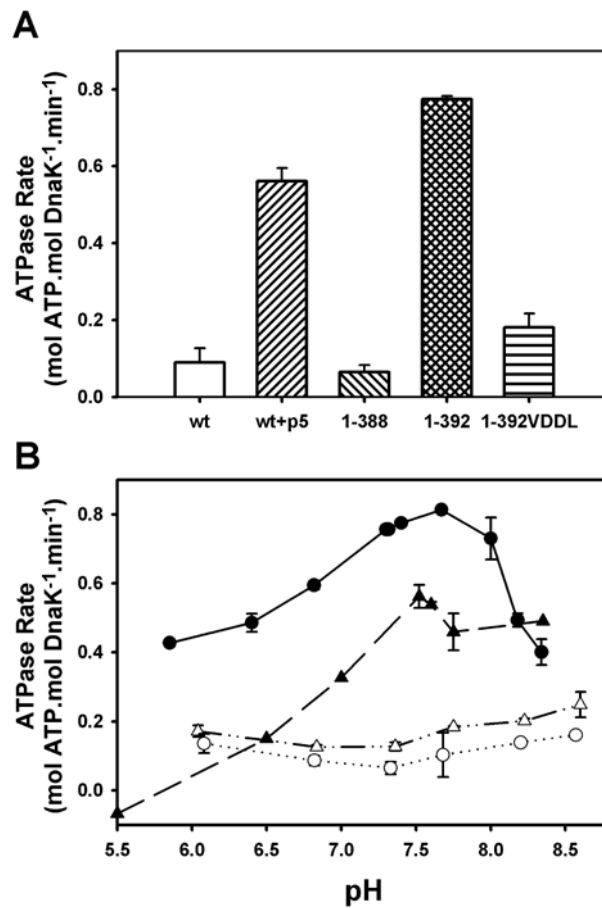 A
ATPase Rate
(mol ATP.mol DnaK-1.min-1)
0.8
0.6
0.4
0.2
0.0
wt wt+p5 1-388 1-392 1-392VDDL
B
ATPase Rate
(mol ATP.mol DnaK-1.min-1)
0.8
0.6
0.4
0.2
0.0
5.5 6.0 6.5 7.0 7.5 8.0 8.5
pH